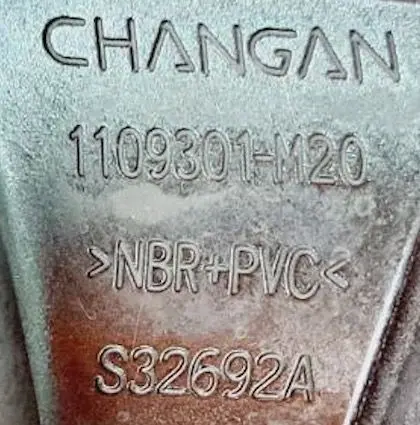 CHANGAN
1109301-M20
>NBR+PVC<
S32692A